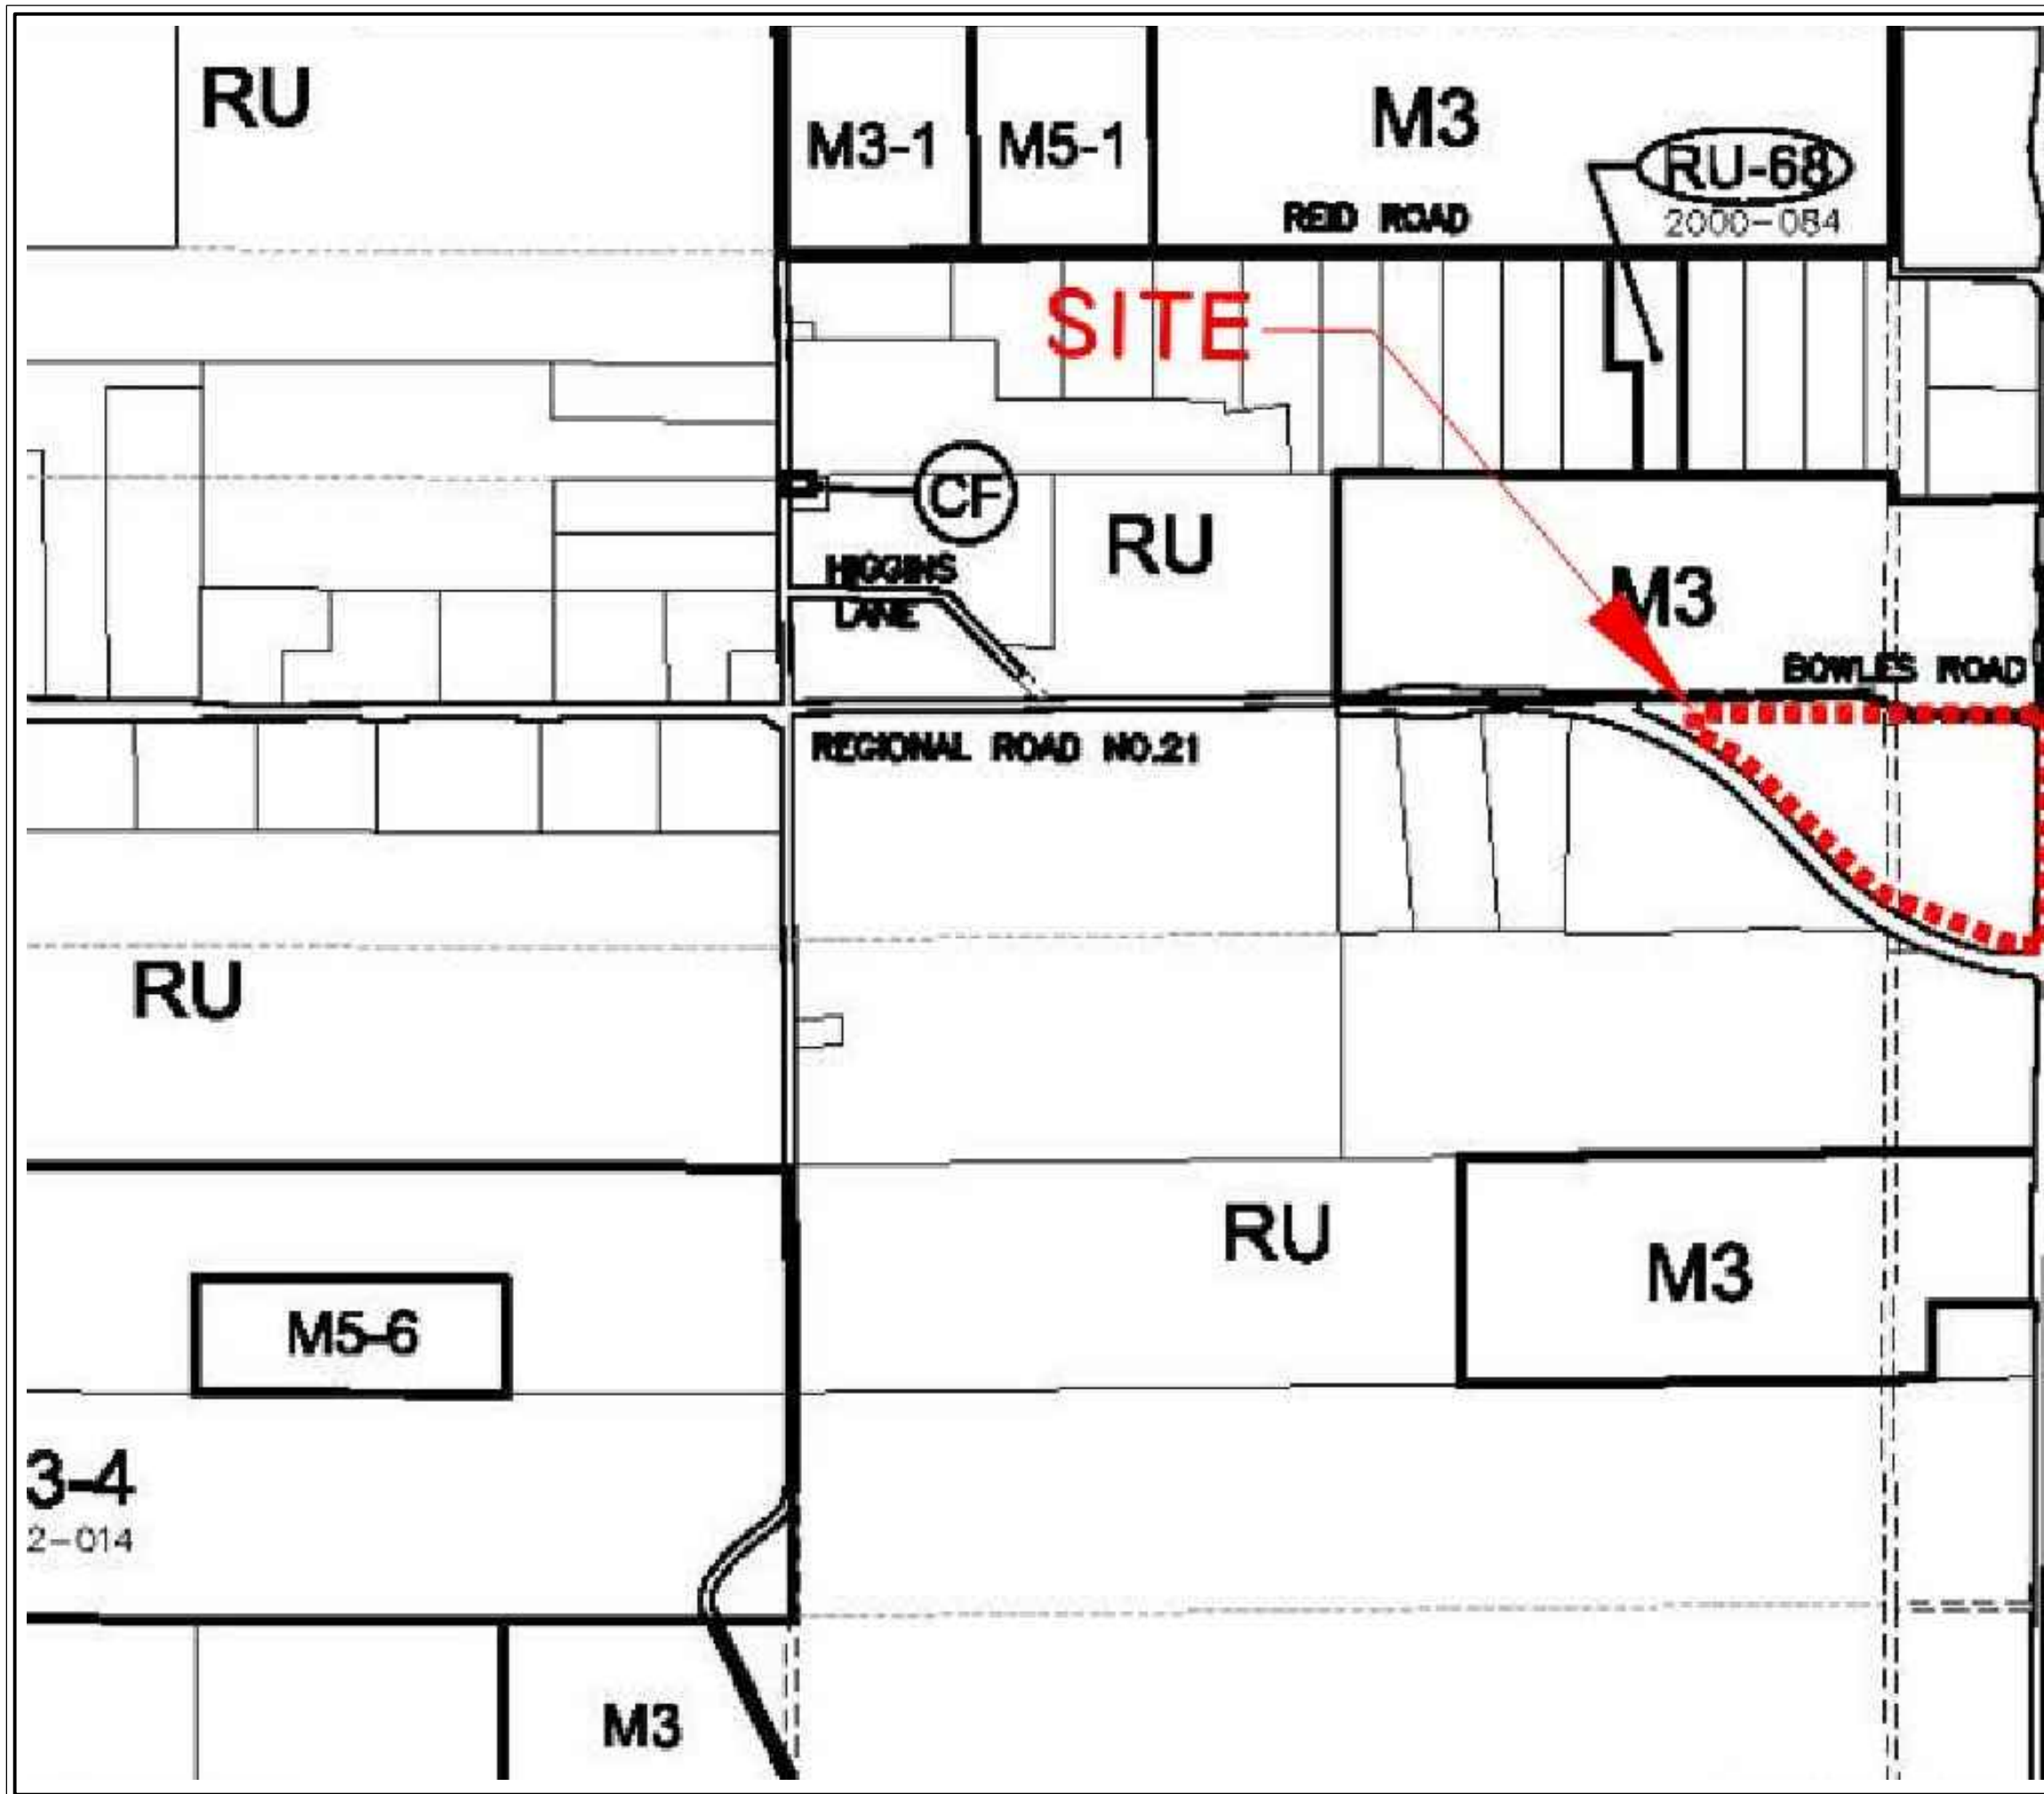 RU
M3
M3-1
M5-1
RU-68
REID ROAD
2000-084
SITE
CF
RU
HIGGINS
LANE
M3
BOWLES ROAD
REGIONAL ROAD NO.21
RU
RU
M3
M5-6
3-4
2-014
M3